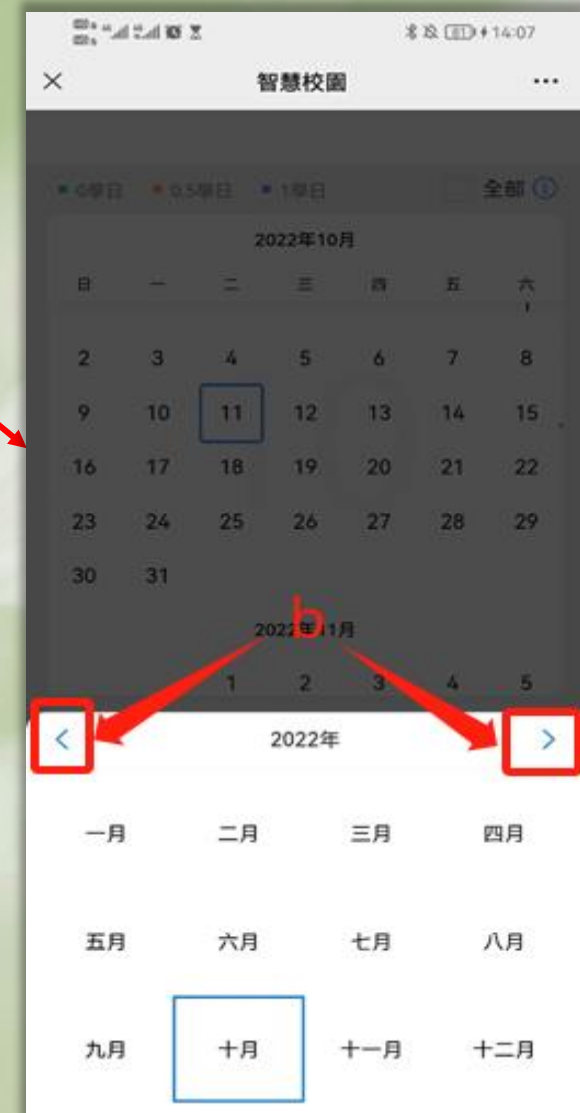 14:07
智慧校園
0學日 0.5學日 1學日 全部
2022年10月
日 一 二 三 四 五 六
1
2 3 4 5 6 7 8
9 10 11 12 13 14 15
16 17 18 19 20 21 22
23 24 25 26 27 28 29
30 31
b
2022年11月
1 2 3 4 5
2022年
一月 二月 三月 四月
五月 六月 七月 八月
九月 十月 十一月 十二月